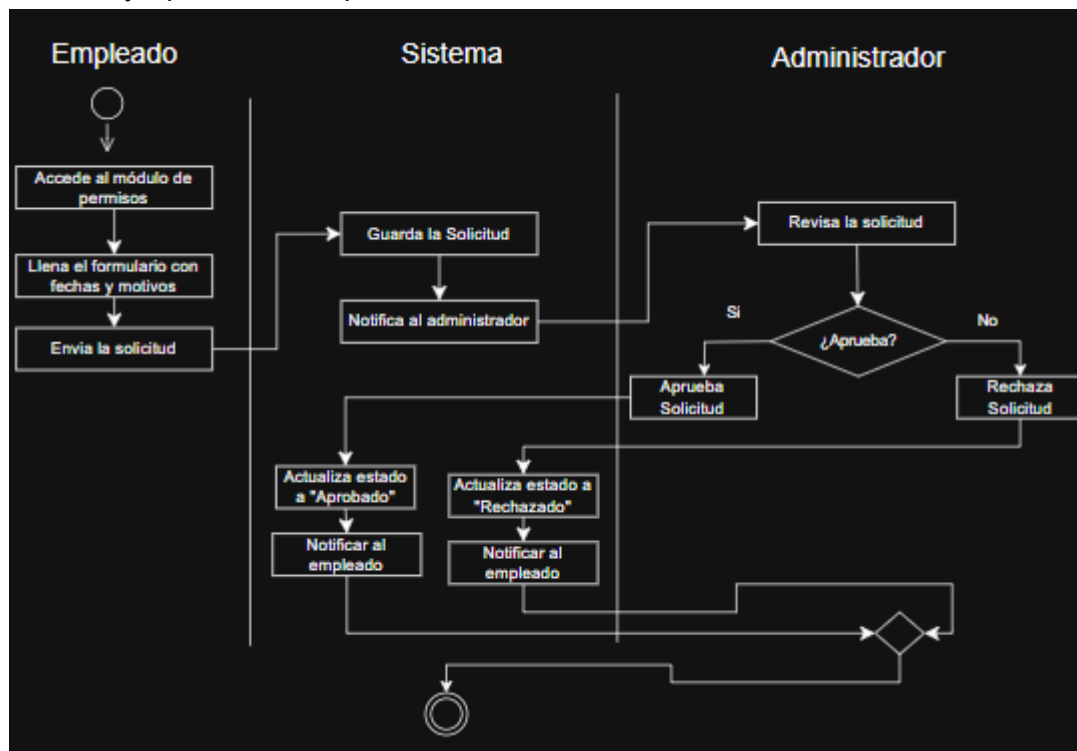 Empleado
Sistema
Administrador
Accede al módulo de
permisos
Llena el formulario con
fechas y motivos
Envia la solicitud
Guarda la Solicitud
Notifica al administrador
Revisa la solicitud
¿Aprueba?
Si
No
Aprueba
Solicitud
Rechaza
Solicitud
Actualiza estado
a "Aprobado"
Actualiza estado a
"Rechazado"
Notificar al
empleado
Notificar al
empleado